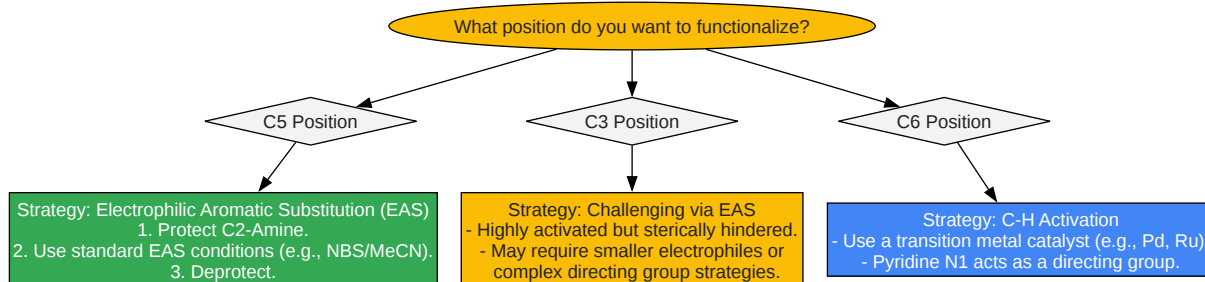 What position do you want to functionalize?
C5 Position
C3 Position
C6 Position
Strategy: Electrophilic Aromatic Substitution (EAS)
1. Protect C2-Amine.
2. Use standard EAS conditions (e.g., NBS/MeCN).
3. Deprotect.
Strategy: Challenging via EAS
- Highly activated but sterically hindered.
- May require smaller electrophiles or
complex directing group strategies.
Strategy: C-H Activation
- Use a transition metal catalyst (e.g., Pd, Ru)
- Pyridine N1 acts as a directing group.